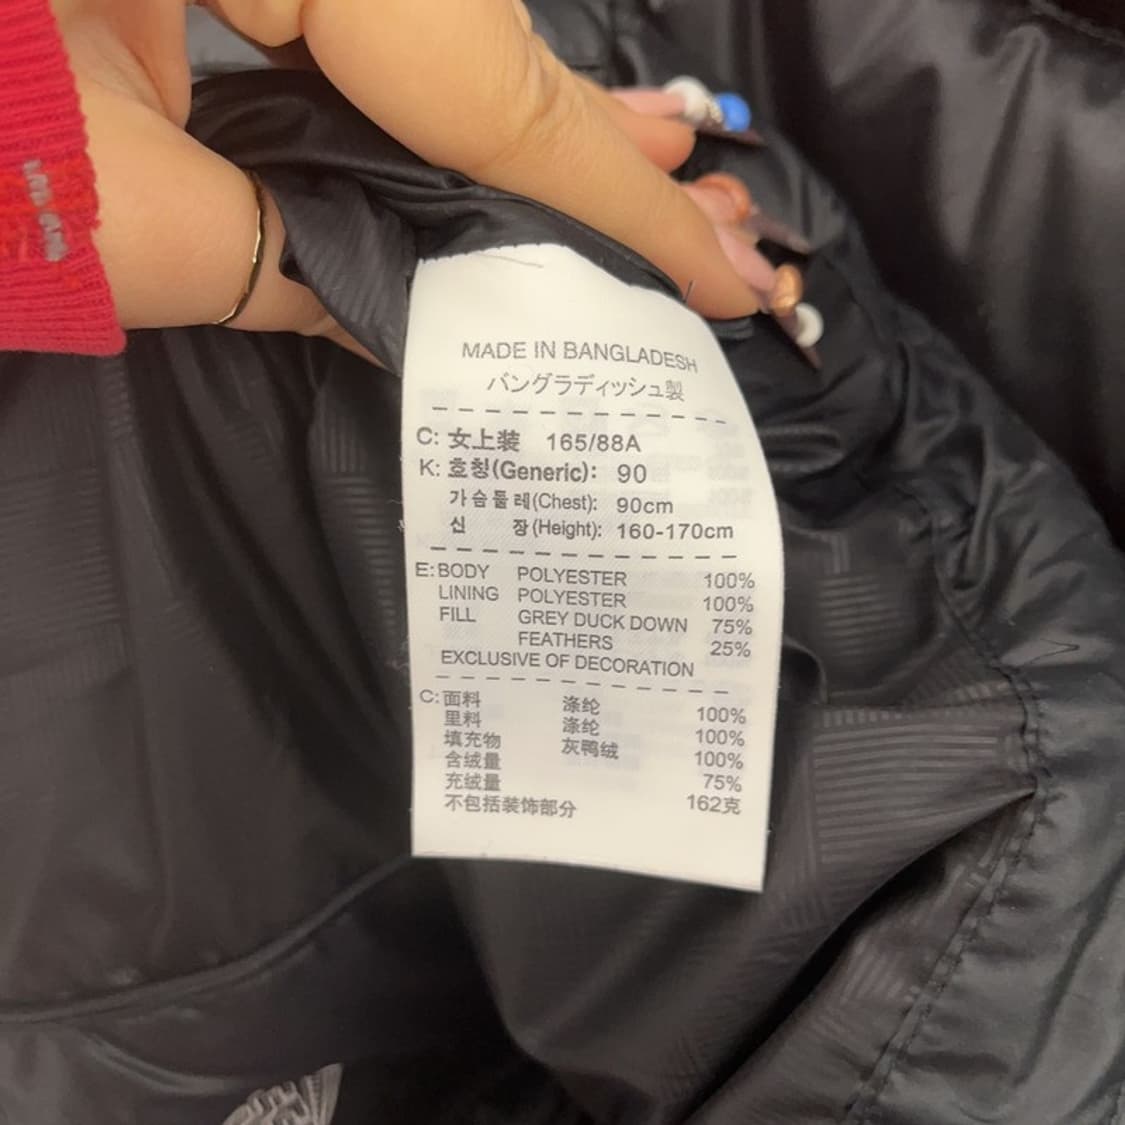 MADE IN BANGLADESH
バングラディッシュ製
C: 女上装 165/88A
K: 호칭(Generic): 90
가슴둘레(Chest): 90cm
신 장(Height): 160-170cm
E: BODY POLYESTER 100%
LINING POLYESTER 100%
FILL GREY DUCK DOWN 75%
FEATHERS 25%
EXCLUSIVE OF DECORATION
C: 面料 涤纶 100%
里料 涤纶 100%
填充物 灰鸭绒 100%
含绒量 75%
充绒量 162克
不包括装饰部分